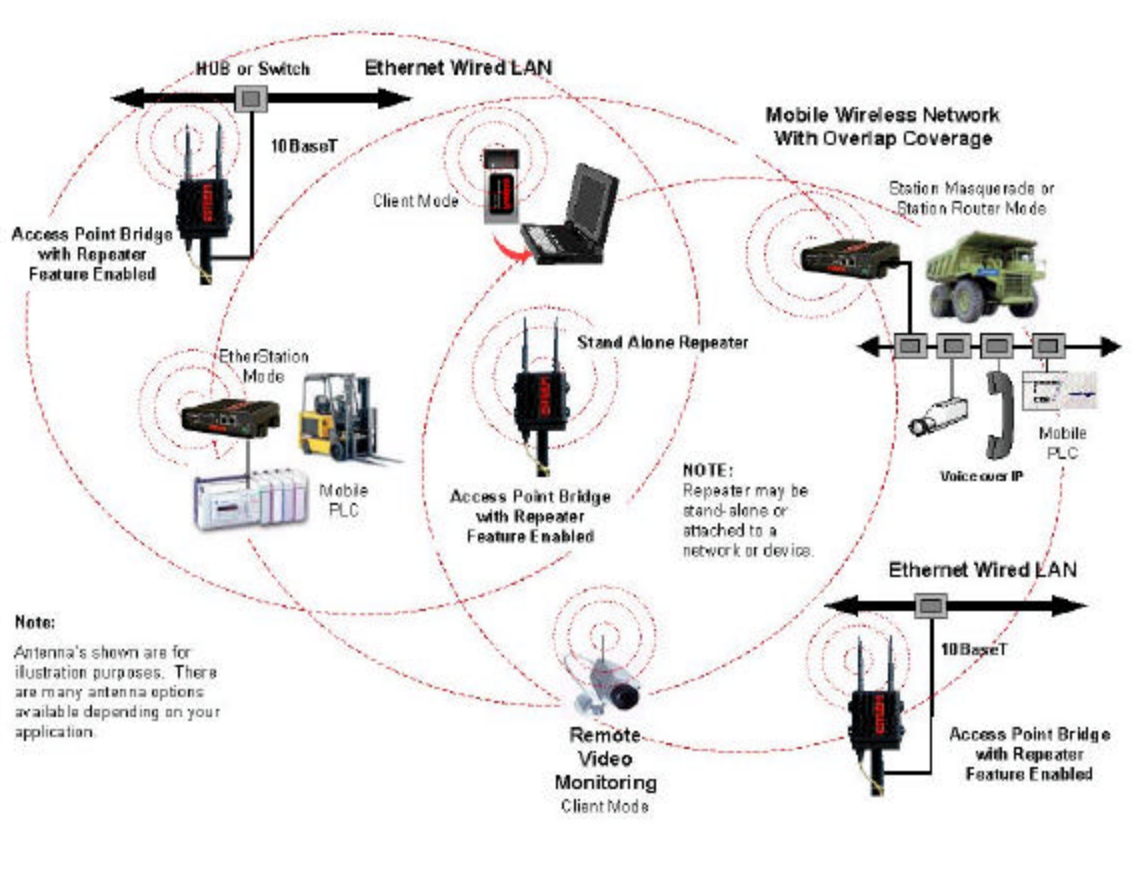 HUB or Switch
Ethernet Wired LAN
10BaseT
Access Point Bridge
with Repeater
Feature Enabled
Client Mode
Mobile Wireless Network
With Overlap Coverage
Station Masquerade or
Station Router Mode
EtherStation
Mode
Mobile
PLC
Stand Alone Repeater
Access Point Bridge
with Repeater
Feature Enabled
NOTE:
Repeater may be
stand-alone or
attached to a
network or device.
Voice over IP
Mobile
PLC
Ethernet Wired LAN
10BaseT
Access Point Bridge
with Repeater
Feature Enabled
Note:
Antenna's shown are for
illustration purposes. There
are many antenna options
available depending on your
application.
Remote
Video
Monitoring
Client Mode